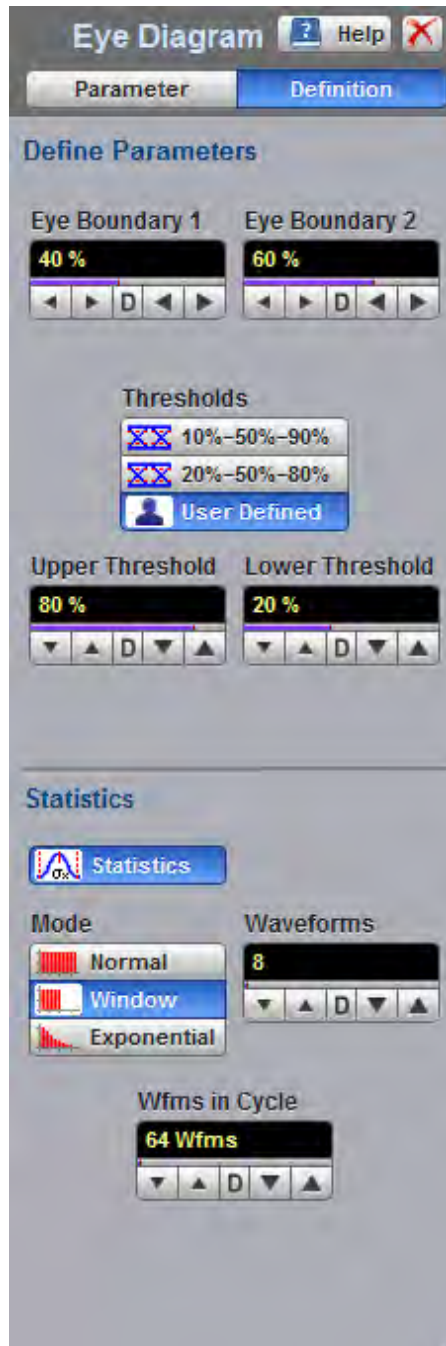 Eye Diagram ? Help
Parameter Definition
Define Parameters
Eye Boundary 1 Eye Boundary 2
40 % 60 %
D D
Thresholds
10%-50%-90%
20%-50%-80%
User Defined
Upper Threshold Lower Threshold
80 % 20 %
D D
Statistics
σx Statistics
Mode Waveforms
Normal 8
Window D
Exponential
Wfms in Cycle
64 Wfms
D